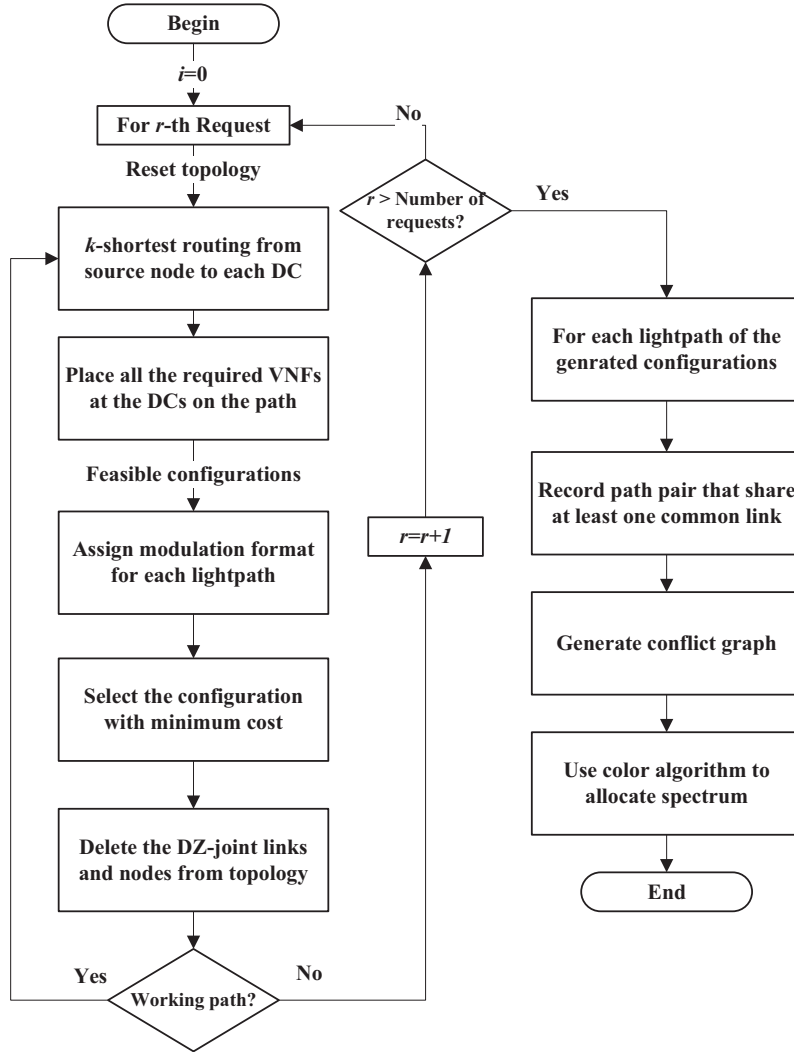 Begin
i=0
For r-th Request
Reset topology
k-shortest routing from
source node to each DC
Place all the required VNFs
at the DCs on the path
Feasible configurations
Assign modulation format
for each lightpath
Select the configuration
with minimum cost
Delete the DZ-joint links
and nodes from topology
Working path?
Yes
No
r=r+1
r > Number of
requests?
No
Yes
For each lightpath of the
genrated configurations
Record path pair that share
at least one common link
Generate conflict graph
Use color algorithm to
allocate spectrum
End